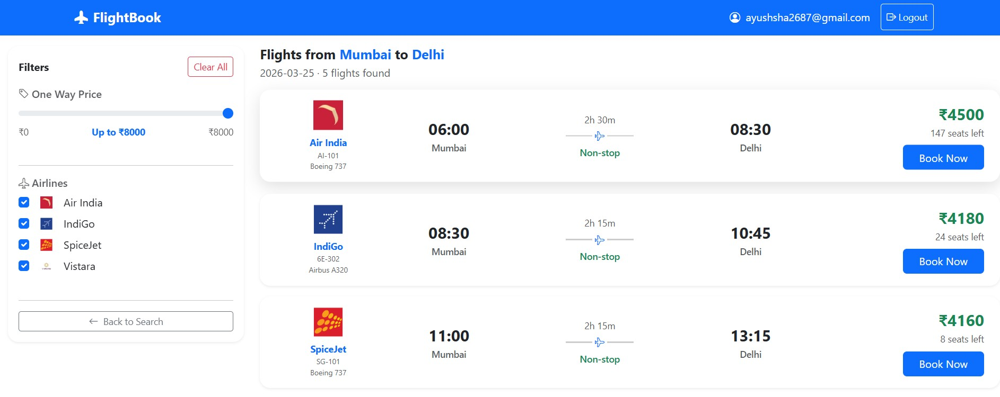 FlightBook
ayushsha2687@gmail.com
Logout
Filters
Clear All
One Way Price
₹0
Up to ₹8000
₹8000
Airlines
Air India
IndiGo
SpiceJet
Vistara
Back to Search
Flights from Mumbai to Delhi
2026-03-25 · 5 flights found
Air India
AI-101
Boeing 737
06:00
Mumbai
2h 30m
Non-stop
08:30
Delhi
₹4500
147 seats left
Book Now
IndiGo
6E-302
Airbus A320
08:30
Mumbai
2h 15m
Non-stop
10:45
Delhi
₹4180
24 seats left
Book Now
SpiceJet
SG-101
Boeing 737
11:00
Mumbai
2h 15m
Non-stop
13:15
Delhi
₹4160
8 seats left
Book Now